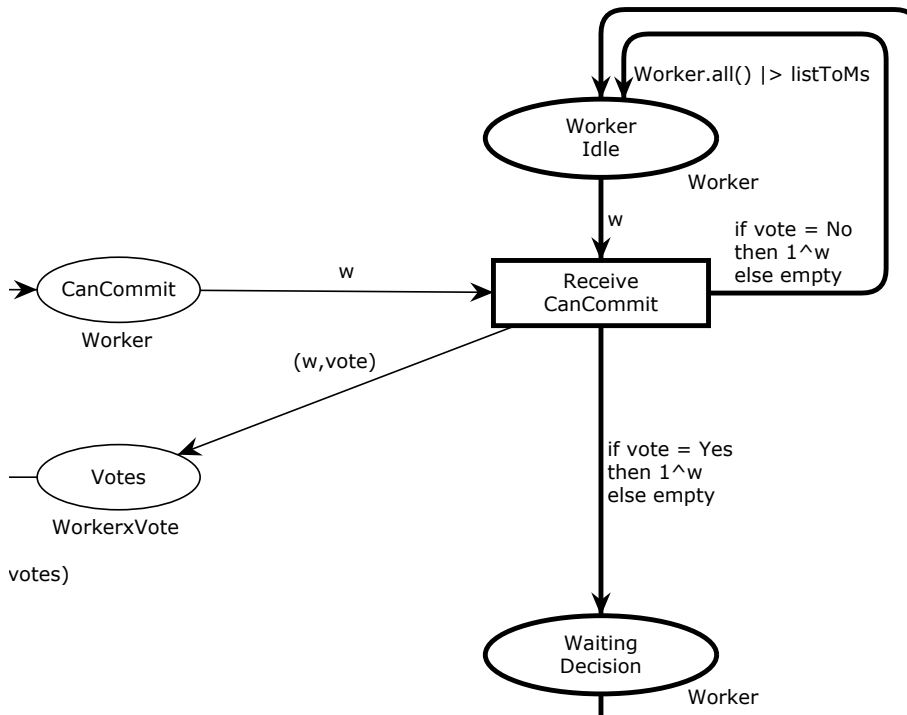 Worker.all() |> listToMs
Worker
Idle
Worker
w
if vote = No
then 1^w
else empty
CanCommit
Worker
w
Receive
CanCommit
(w,vote)
Votes
WorkerxVote
votes)
if vote = Yes
then 1^w
else empty
Waiting
Decision
Worker